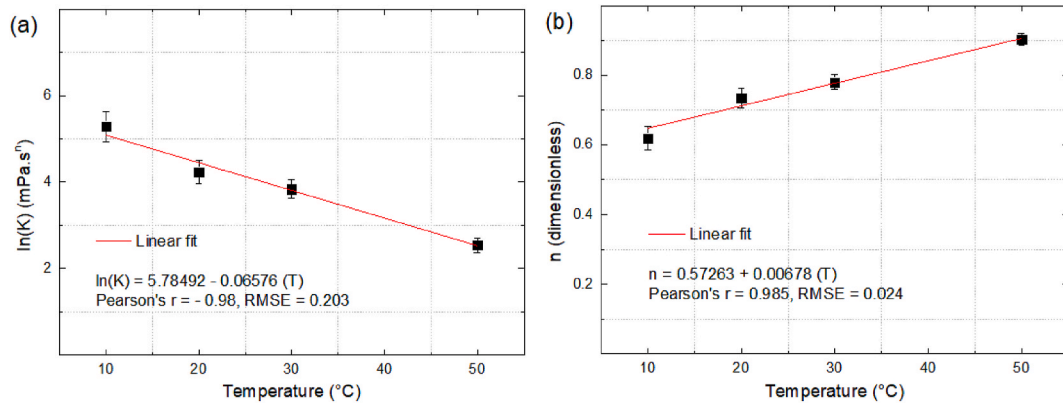 (a)
ln(K) (mPa.sⁿ)
6
4
2
Linear fit
ln(K) = 5.78492 - 0.06576 (T)
Pearson's r = - 0.98, RMSE = 0.203
10 20 30 40 50
Temperature (°C)
(b)
n (dimensionless)
0.8
0.6
0.4
0.2
Linear fit
n = 0.57263 + 0.00678 (T)
Pearson's r = 0.985, RMSE = 0.024
10 20 30 40 50
Temperature (°C)